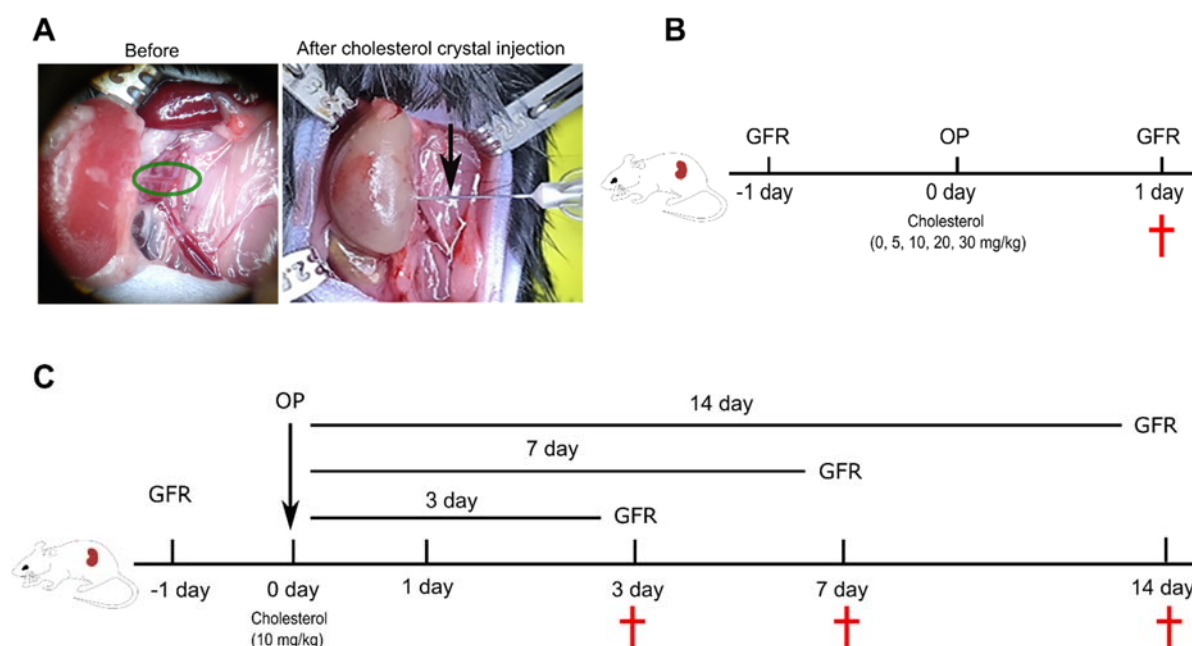 A
Before
After cholesterol crystal injection
B
GFR OP GFR
-1 day 0 day 1 day
Cholesterol
(0, 5, 10, 20, 30 mg/kg)
C
OP
14 day
GFR
7 day
GFR
GFR
3 day
GFR
-1 day 0 day 1 day 3 day 7 day 14 day
Cholesterol
(10 mg/kg)